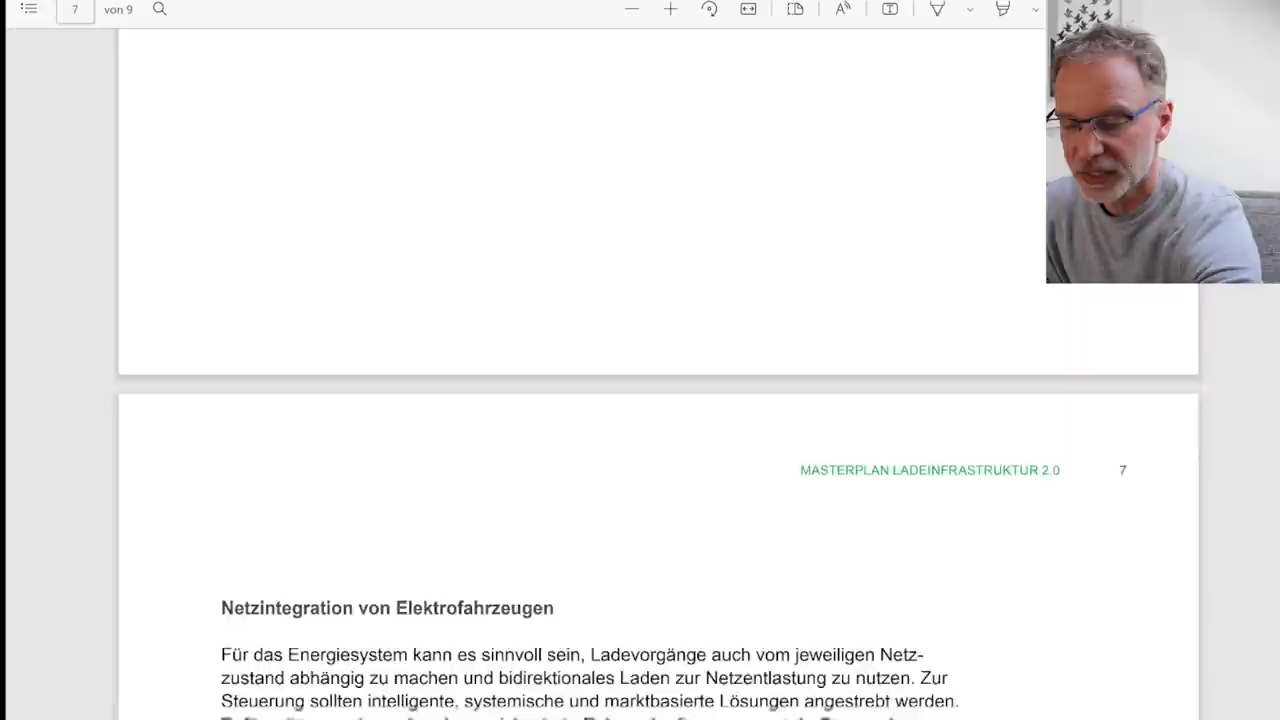 7
von 9
MASTERPLAN LADEINFRASTRUKTUR 2.0
7
Netzintegration von Elektrofahrzeugen
Für das Energiesystem kann es sinnvoll sein, Ladevorgänge auch vom jeweiligen Netz-
zustand abhängig zu machen und bidirektionales Laden zur Netzentlastung zu nutzen. Zur
Steuerung sollten intelligente, systemische und marktbasierte Lösungen angestrebt werden.